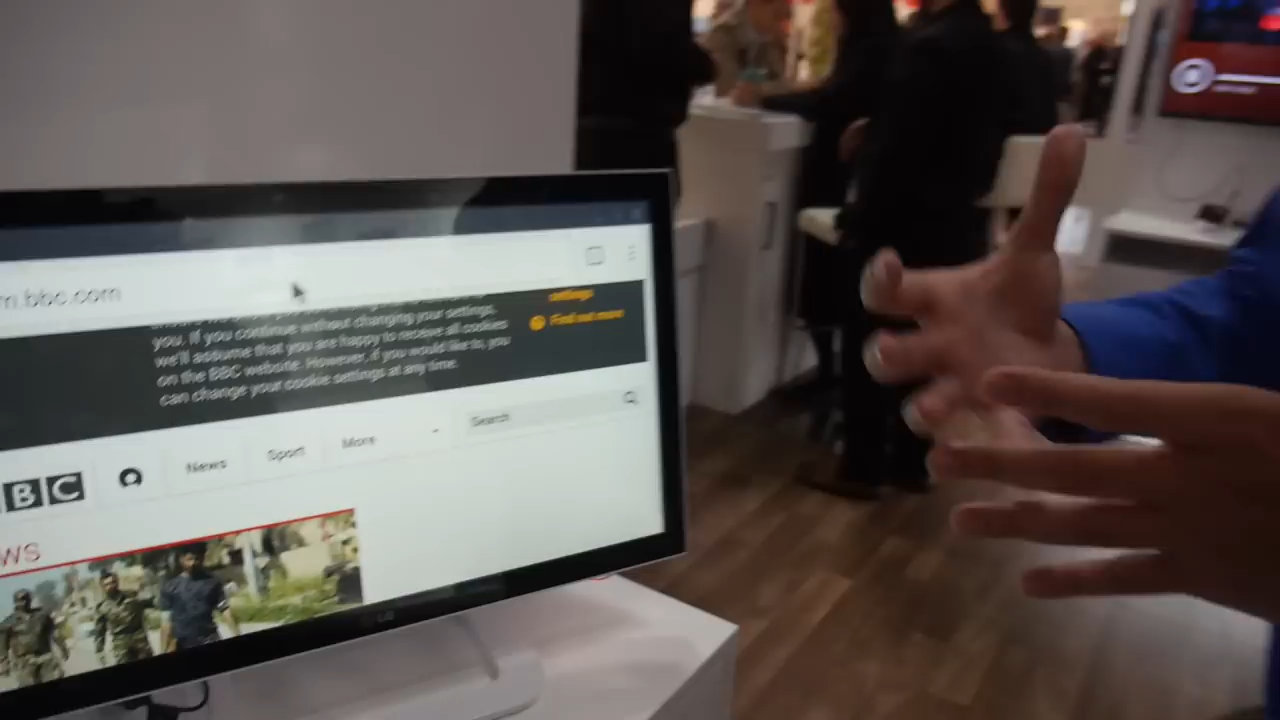 m.bbc.com
you. If you continue without changing your settings,
we'll assume that you are happy to receive all cookies
on the BBC website. However, if you would like to, you
can change your cookie settings at any time.
settings
Find out more
BC
News
Sport
More
Search
WS
LG